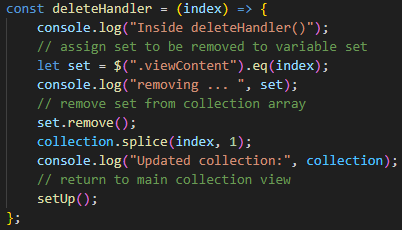 const deleteHandler = (index) => {
    console.log("Inside deleteHandler()");
    // assign set to be removed to variable set
    let set = $(".viewContent").eq(index);
    console.log("removing ... ", set);
    // remove set from collection array
    set.remove();
    collection.splice(index, 1);
    console.log("Updated collection:", collection);
    // return to main collection view
    setUp();
};